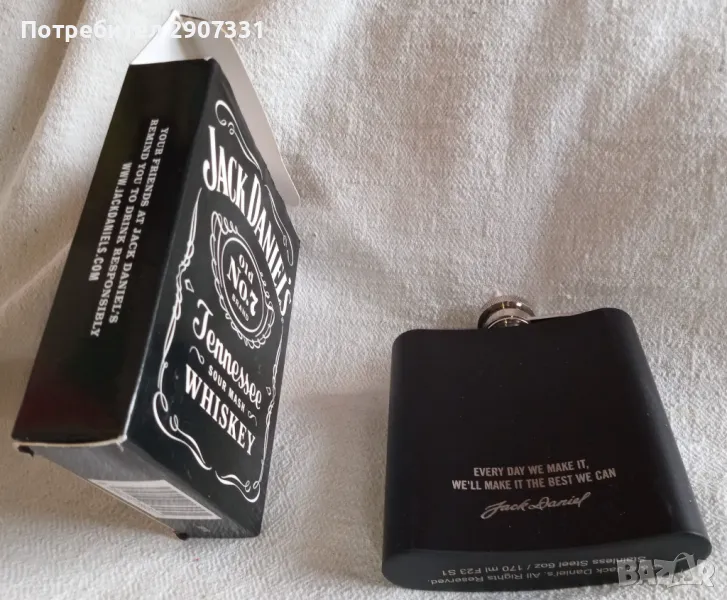 Потребител 2907331
YOUR FRIENDS AT JACK DANIEL'S
REMIND YOU TO DRINK RESPONSIBLY
WWW.JACKDANIELS.COM
JACK DANIEL'S
Old
NO.7
BRAND
Tennessee
SOUR MASH
WHISKEY
EVERY DAY WE MAKE IT,
WE'LL MAKE IT THE BEST WE CAN
Jack Daniel
Jack Daniel's. All Rights Reserved.
Stainless Steel 6oz / 170 ml F23 S1
BAZAR